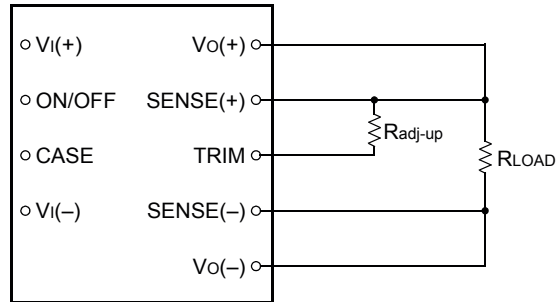 VI(+) VO(+)
ON/OFF SENSE(+)
Radj-up
CASE TRIM
RLOAD
VI(–) SENSE(–)
VO(–)